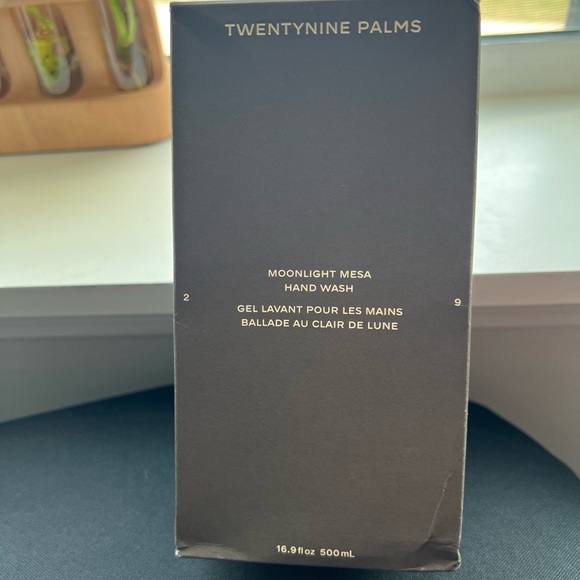 TWENTYNINE PALMS
MOONLIGHT MESA
HAND WASH
2
9
GEL LAVANT POUR LES MAINS
BALLADE AU CLAIR DE LUNE
16.9fl oz 500mL